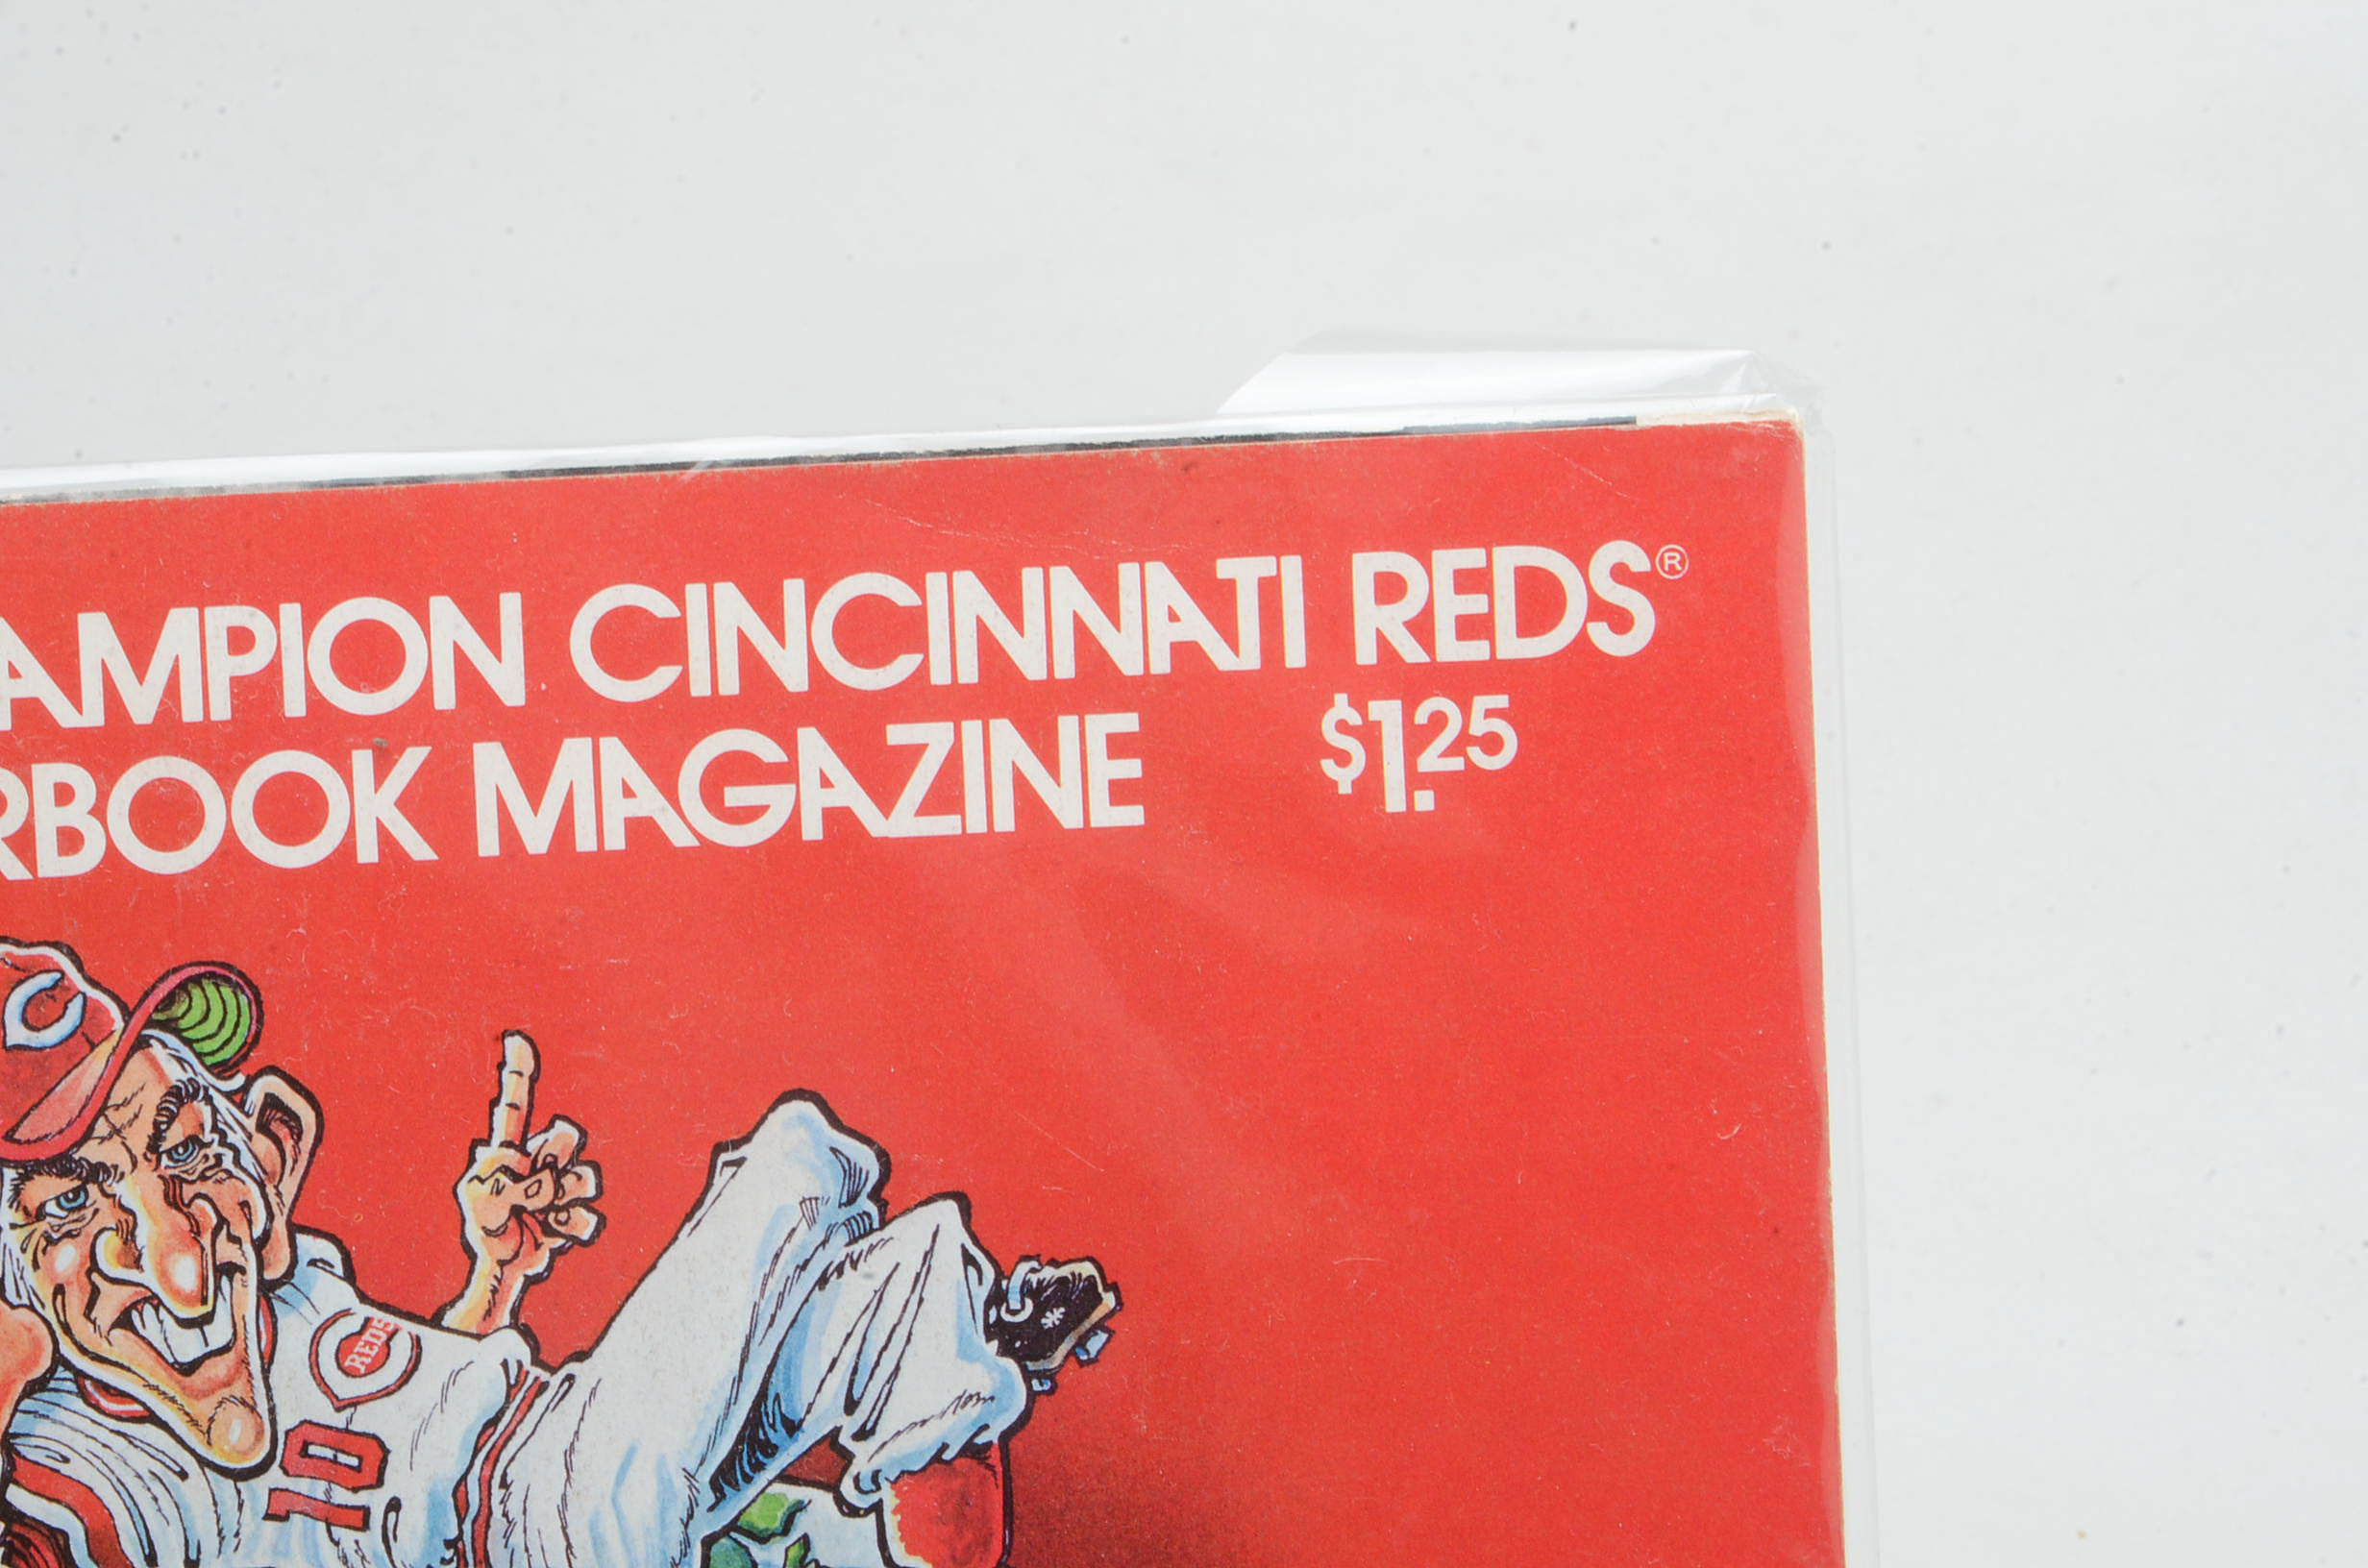 AMPION CINCINNATI REDS®
RBOOK MAGAZINE $1.25
C
REDS
10